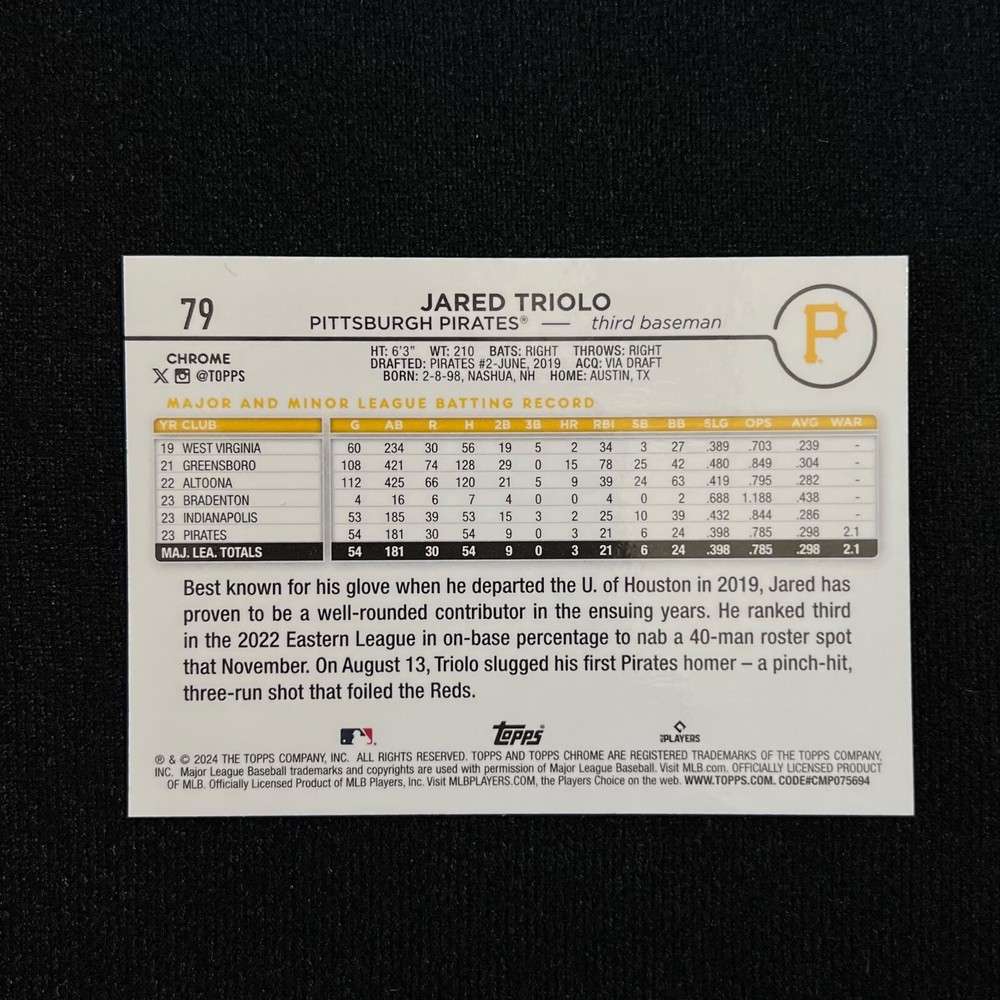 79
JARED TRIOLO
PITTSBURGH PIRATES® — third baseman
P
CHROME
@TOPPS
HT: 6'3" WT: 210 BATS: RIGHT THROWS: RIGHT
DRAFTED: PIRATES #2-JUNE, 2019 ACQ: VIA DRAFT
BORN: 2-8-98, NASHUA, NH HOME: AUSTIN, TX
MAJOR AND MINOR LEAGUE BATTING RECORD
YR CLUB G AB R H 2B 3B HR RBI SB BB SLG OPS AVG WAR
19 WEST VIRGINIA 60 234 30 56 19 5 2 34 3 27 .389 .703 .239 -
21 GREENSBORO 108 421 74 128 29 0 15 78 25 42 .480 .849 .304 -
22 ALTOONA 112 425 66 120 21 5 9 39 24 63 .419 .795 .282 -
23 BRADENTON 4 16 6 7 4 0 0 4 0 2 .688 1.188 .438 -
23 INDIANAPOLIS 53 185 39 53 15 3 2 25 10 39 .432 .844 .286 -
23 PIRATES 54 181 30 54 9 0 3 21 6 24 .398 .785 .298 2.1
MAJ. LEA. TOTALS 54 181 30 54 9 0 3 21 6 24 .398 .785 .298 2.1
Best known for his glove when he departed the U. of Houston in 2019, Jared has
proven to be a well-rounded contributor in the ensuing years. He ranked third
in the 2022 Eastern League in on-base percentage to nab a 40-man roster spot
that November. On August 13, Triolo slugged his first Pirates homer – a pinch-hit,
three-run shot that foiled the Reds.
Topps® PLAYERS
® & © 2024 THE TOPPS COMPANY, INC. ALL RIGHTS RESERVED. TOPPS AND TOPPS CHROME ARE REGISTERED TRADEMARKS OF THE TOPPS COMPANY,
INC. Major League Baseball trademarks and copyrights are used with permission of Major League Baseball. Visit MLB.com. OFFICIALLY LICENSED PRODUCT
OF MLB. Officially Licensed Product of MLB Players, Inc. Visit MLBPLAYERS.COM, the Players Choice on the web. WWW.TOPPS.COM. CODE#CMP075694